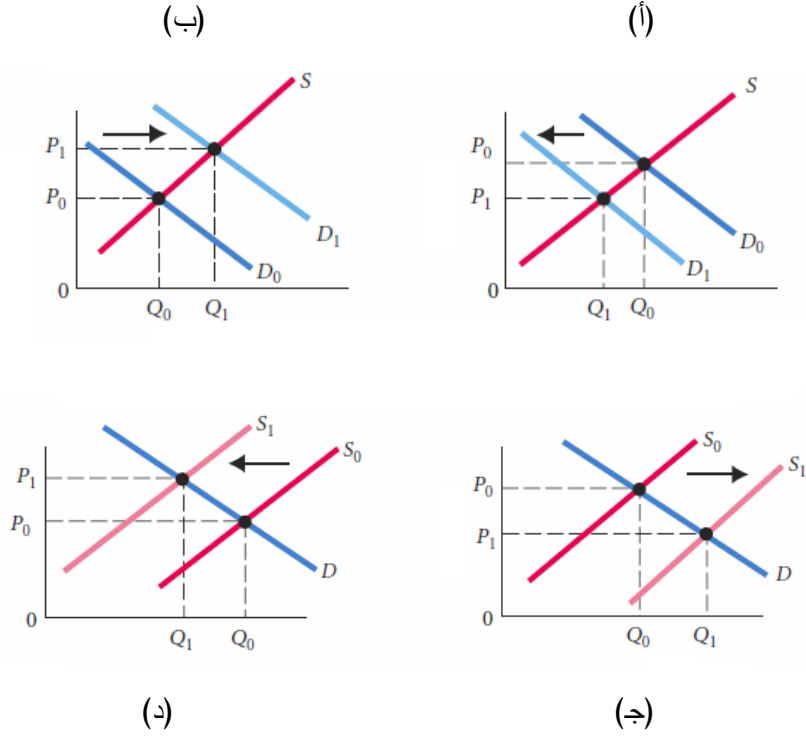 (أ)
(ب)
S
P₀
P₁
D₀
D₁
0
Q₁ Q₀
S
P₁
P₀
D₁
D₀
0
Q₀ Q₁
S₀
S₁
P₀
P₁
D
0
Q₀ Q₁
S₁
S₀
P₁
P₀
D
0
Q₁ Q₀
(جـ)
(د)